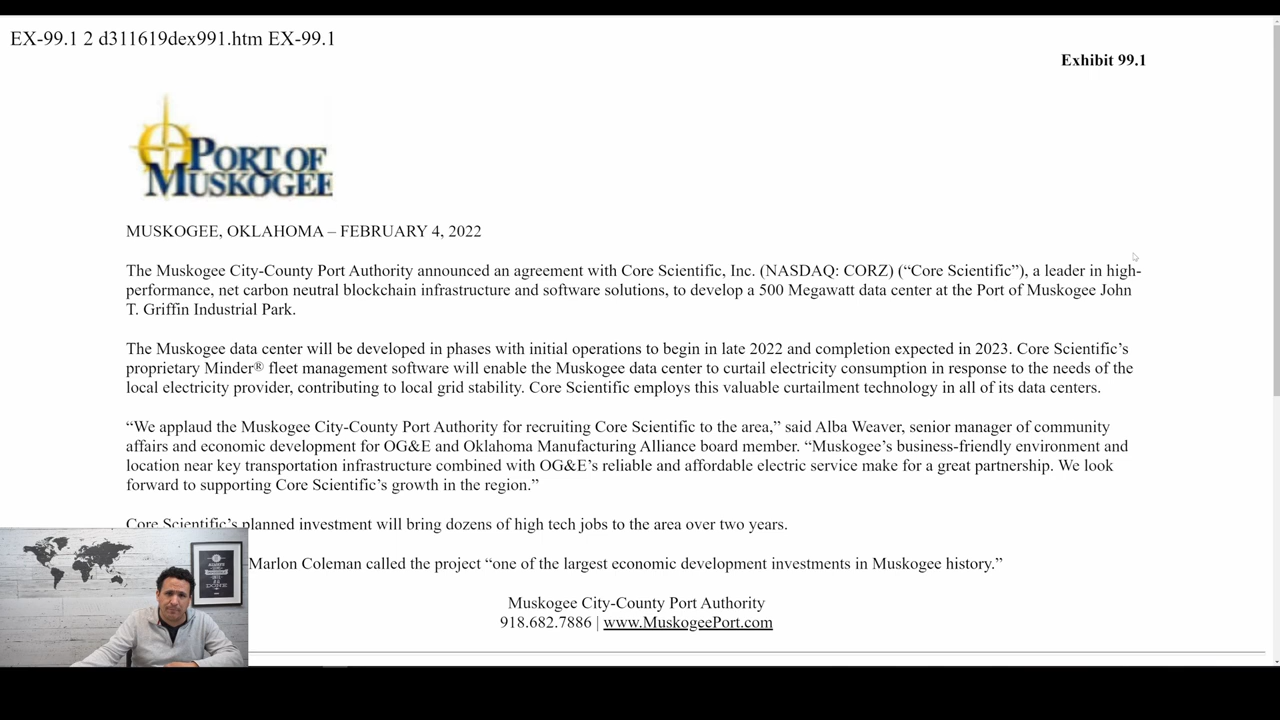 EX-99.1 2 d311619dex991.htm EX-99.1
Exhibit 99.1
PORT OF
MUSKOGEE
MUSKOGEE, OKLAHOMA – FEBRUARY 4, 2022
The Muskogee City-County Port Authority announced an agreement with Core Scientific, Inc. (NASDAQ: CORZ) (“Core Scientific”), a leader in high-
performance, net carbon neutral blockchain infrastructure and software solutions, to develop a 500 Megawatt data center at the Port of Muskogee John
T. Griffin Industrial Park.
The Muskogee data center will be developed in phases with initial operations to begin in late 2022 and completion expected in 2023. Core Scientific’s
proprietary Minder® fleet management software will enable the Muskogee data center to curtail electricity consumption in response to the needs of the
local electricity provider, contributing to local grid stability. Core Scientific employs this valuable curtailment technology in all of its data centers.
“We applaud the Muskogee City-County Port Authority for recruiting Core Scientific to the area,” said Alba Weaver, senior manager of community
affairs and economic development for OG&E and Oklahoma Manufacturing Alliance board member. “Muskogee’s business-friendly environment and
location near key transportation infrastructure combined with OG&E’s reliable and affordable electric service make for a great partnership. We look
forward to supporting Core Scientific’s growth in the region.”
Core Scientific’s planned investment will bring dozens of high tech jobs to the area over two years.
Marlon Coleman called the project “one of the largest economic development investments in Muskogee history.”
Muskogee City-County Port Authority
918.682.7886 | www.MuskogeePort.com